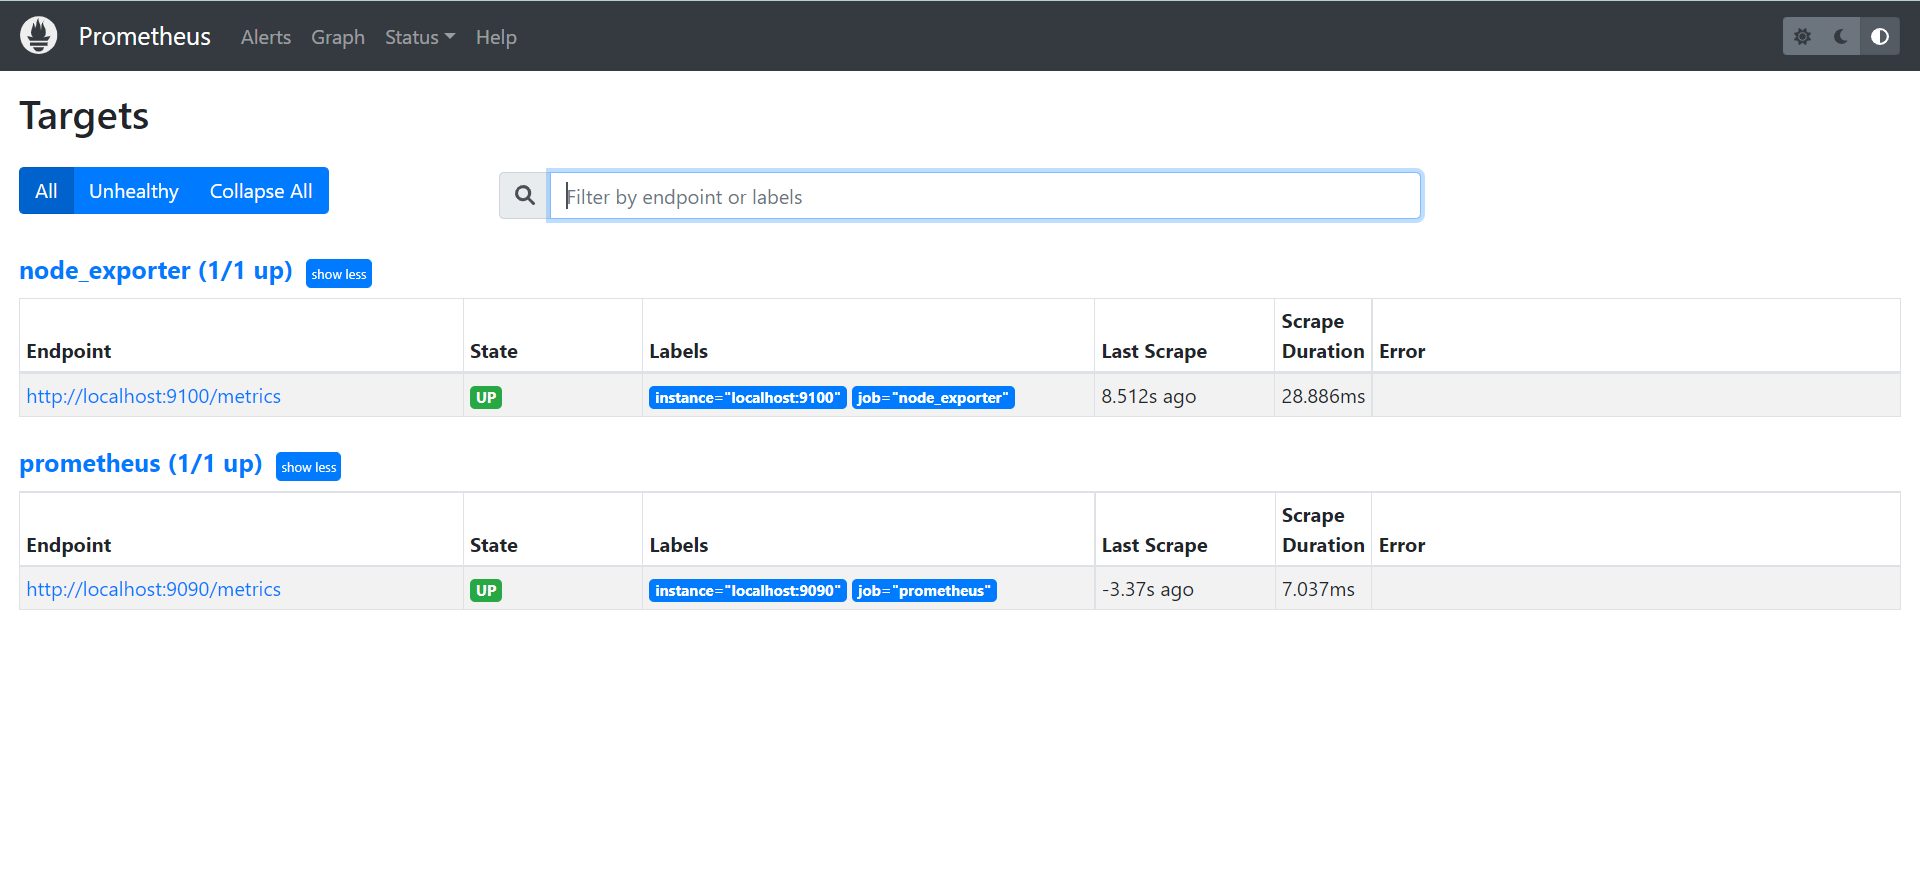 Prometheus Alerts Graph Status Help
Targets
All Unhealthy Collapse All
Filter by endpoint or labels
node_exporter (1/1 up) show less
Endpoint State Labels Last Scrape Scrape Duration Error
http://localhost:9100/metrics UP instance="localhost:9100" job="node_exporter" 8.512s ago 28.886ms
prometheus (1/1 up) show less
Endpoint State Labels Last Scrape Scrape Duration Error
http://localhost:9090/metrics UP instance="localhost:9090" job="prometheus" -3.37s ago 7.037ms